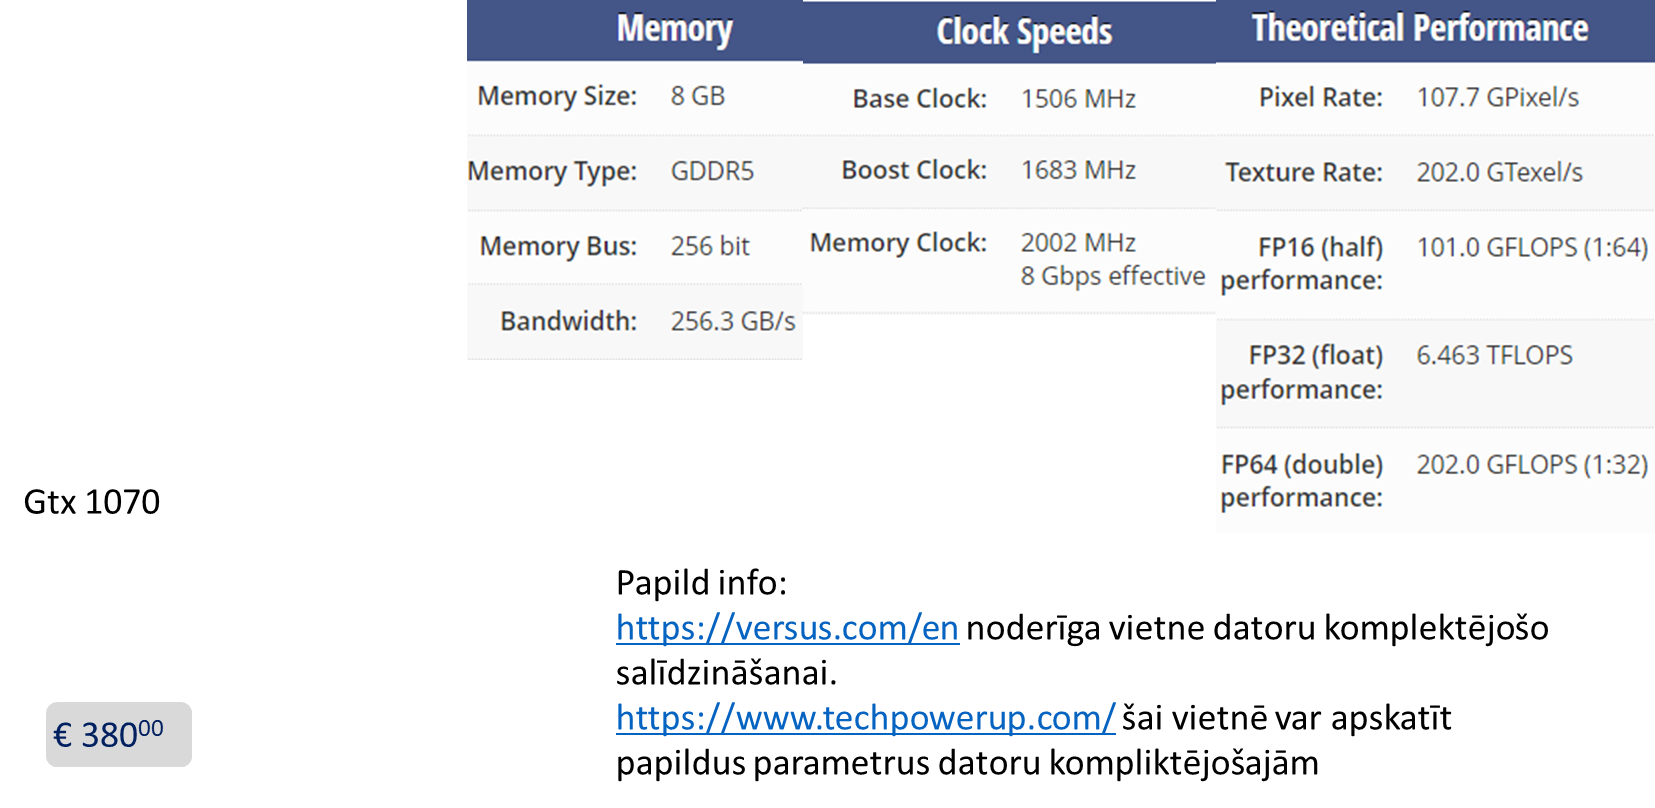 Memory
Memory Size: 8 GB
Memory Type: GDDR5
Memory Bus: 256 bit
Bandwidth: 256.3 GB/s
Clock Speeds
Base Clock: 1506 MHz
Boost Clock: 1683 MHz
Memory Clock: 2002 MHz
8 Gbps effective
Theoretical Performance
Pixel Rate: 107.7 GPixel/s
Texture Rate: 202.0 GTexel/s
FP16 (half) 101.0 GFLOPS (1:64)
performance:
FP32 (float) 6.463 TFLOPS
performance:
FP64 (double) 202.0 GFLOPS (1:32)
performance:
Gtx 1070
€ 380⁰⁰
Papild info:
https://versus.com/en noderīga vietne datoru komplektējošo
salīdzināšanai.
https://www.techpowerup.com/ šai vietnē var apskatīt
papildus parametrus datoru kompliktējošajām